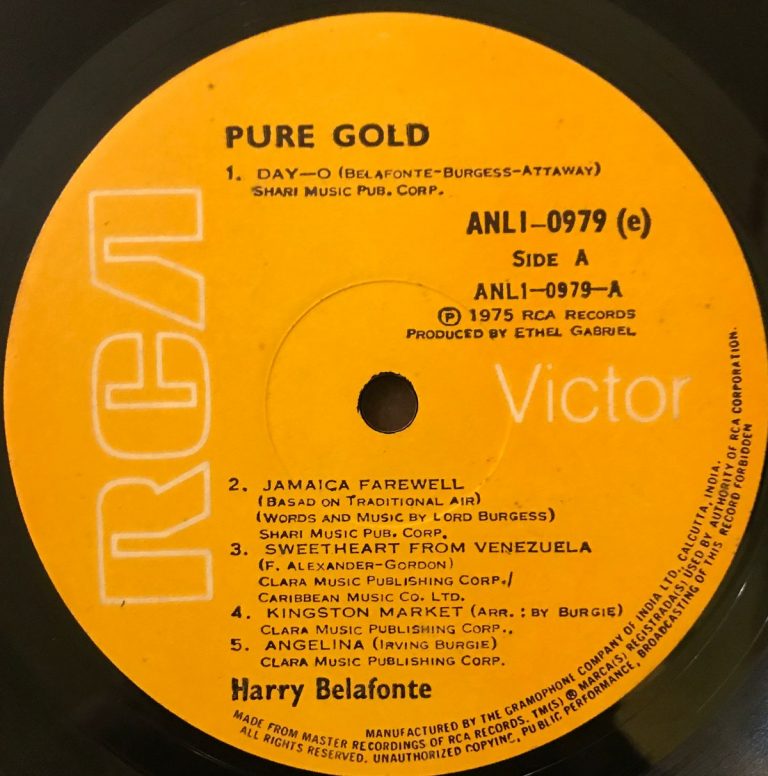 PURE GOLD
1. DAY—O (BELAFONTE-BURGESS-ATTAWAY)
SHARI MUSIC PUB. CORP.
ANL1-0979 (e)
SIDE A
ANL1-0979-A
Ⓟ 1975 RCA RECORDS
PRODUCED BY ETHEL GABRIEL
RCA
Victor
2. JAMAICA FAREWELL
(BASAD ON TRADITIONAL AIR)
(WORDS AND MUSIC BY LORD BURGESS)
SHARI MUSIC PUB. CORP.
3. SWEETHEART FROM VENEZUELA
(F. ALEXANDER-GORDON)
CLARA MUSIC PUBLISHING CORP./
CARIBBEAN MUSIC CO. LTD.
4. KINGSTON MARKET (ARR.: BY BURGIE)
CLARA MUSIC PUBLISHING CORP.,
5. ANGELINA (IRVING BURGIE)
CLARA MUSIC PUBLISHING CORP.
Harry Belafonte
MANUFACTURED BY THE GRAMOPHONE COMPANY OF INDIA LTD., CALCUTTA, INDIA.
MADE FROM MASTER RECORDINGS OF RCA RECORDS. TM(S) ® MARCA(S) REGISTRADA(S) USED BY AUTHORITY OF RCA CORPORATION.
ALL RIGHTS RESERVED. UNAUTHORIZED COPYING, PUBLIC PERFORMANCE, BROADCASTING OF THIS RECORD FORBIDDEN